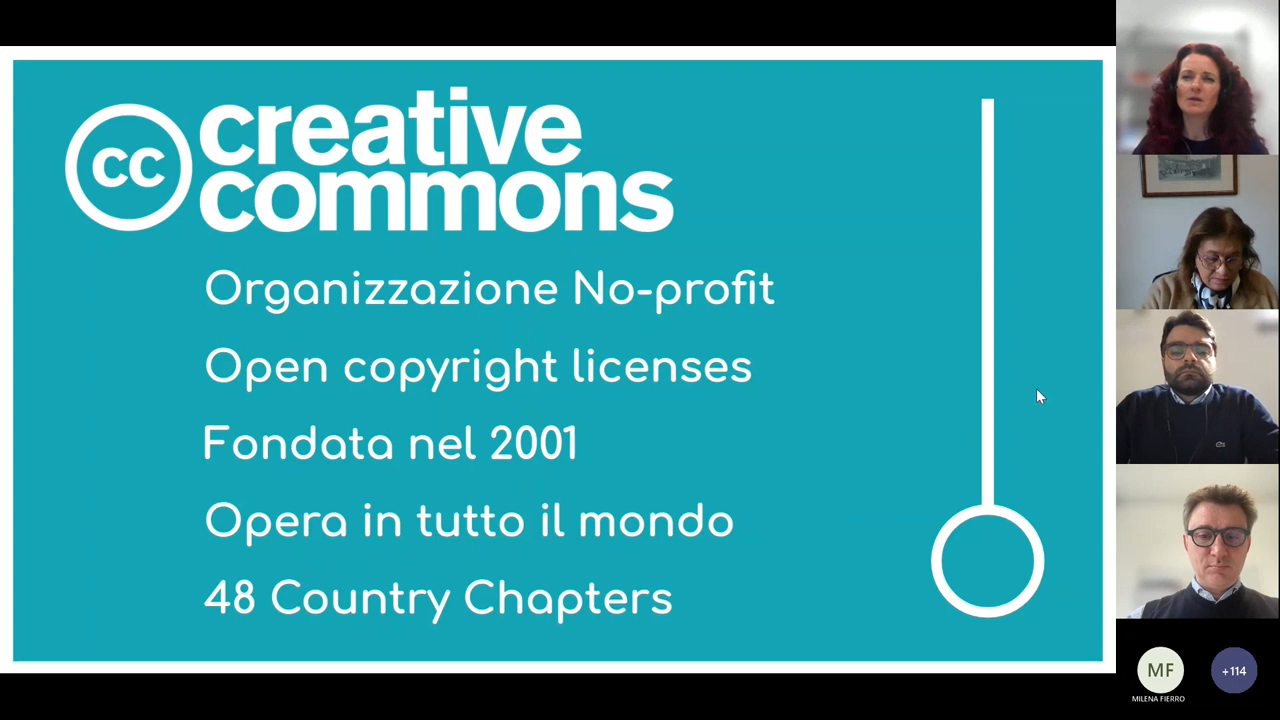 cc creative
commons
Organizzazione No-profit
Open copyright licenses
Fondata nel 2001
Opera in tutto il mondo
48 Country Chapters
MF
+114
MILENA FIERRO